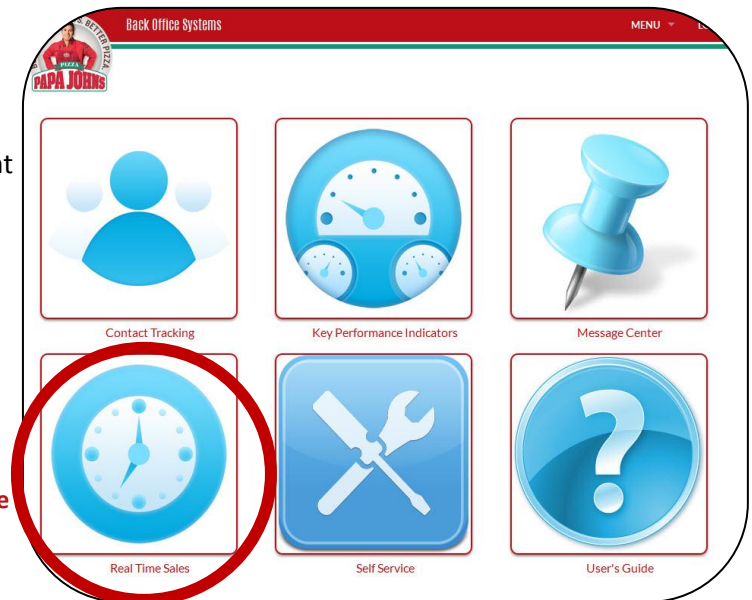 Back Office Systems
MENU
BETTER PIZZA.
PIZZA
PAPA JOHNS
Contact Tracking
Key Performance Indicators
Message Center
Real Time Sales
Self Service
User's Guide